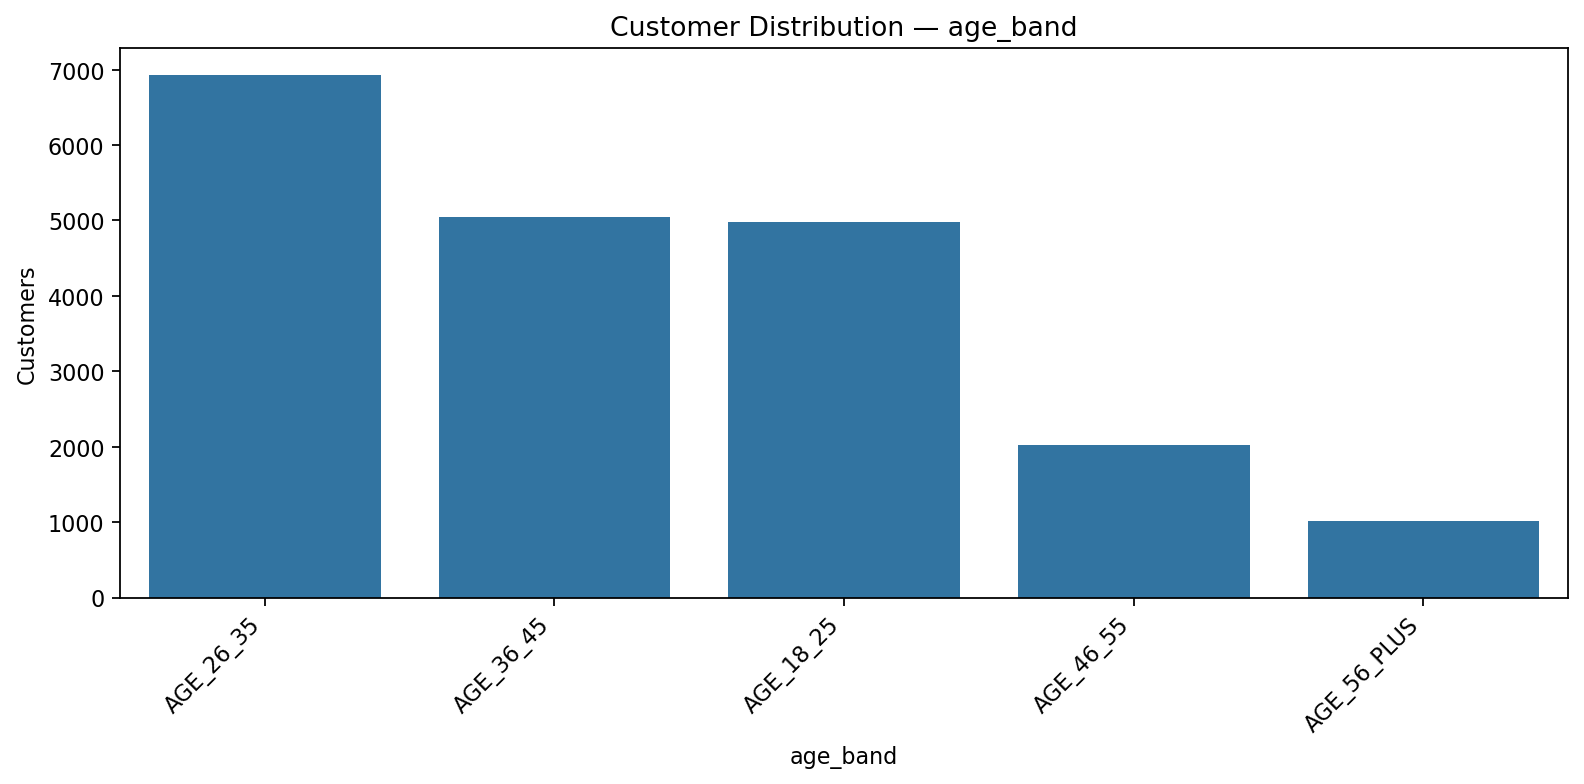 Customer Distribution — age_band
Customers
7000
6000
5000
4000
3000
2000
1000
0
AGE_26_35
AGE_36_45
AGE_18_25
AGE_46_55
AGE_56_PLUS
age_band